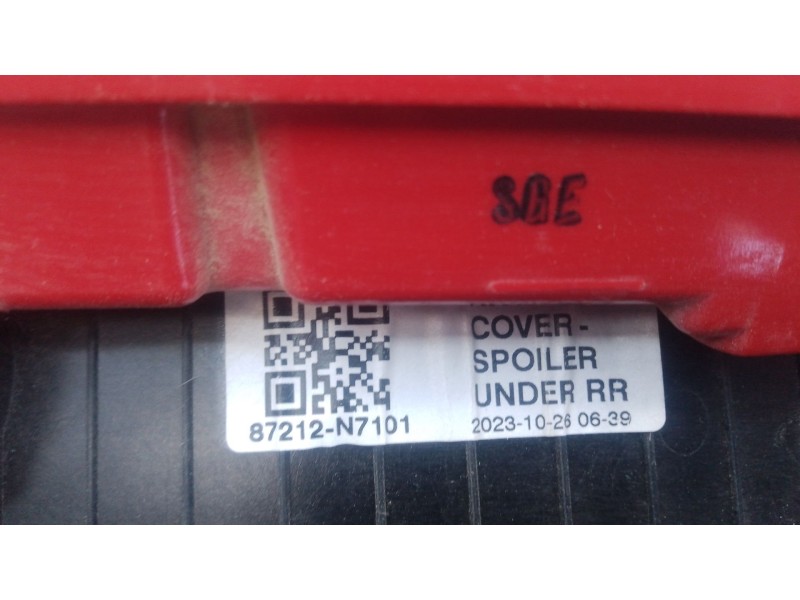 SGE
COVER-
SPOILER
UNDER RR
87212-N7101
2023-10-26 06-39